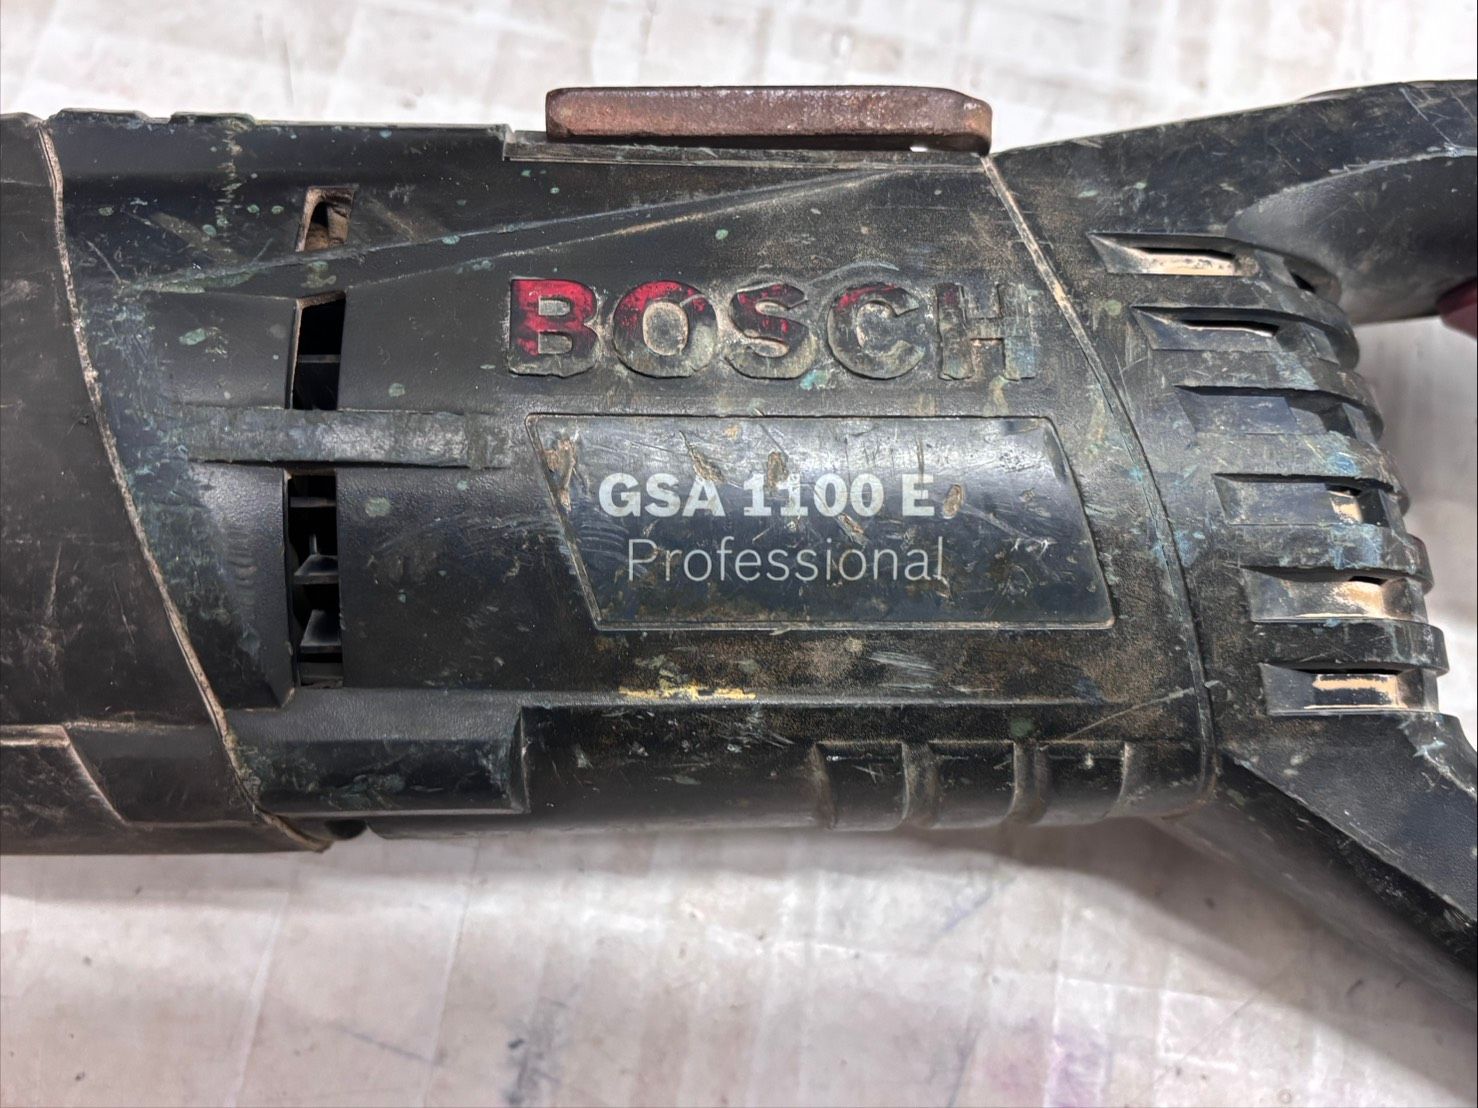 BOSCH
GSA 1100 E
Professional